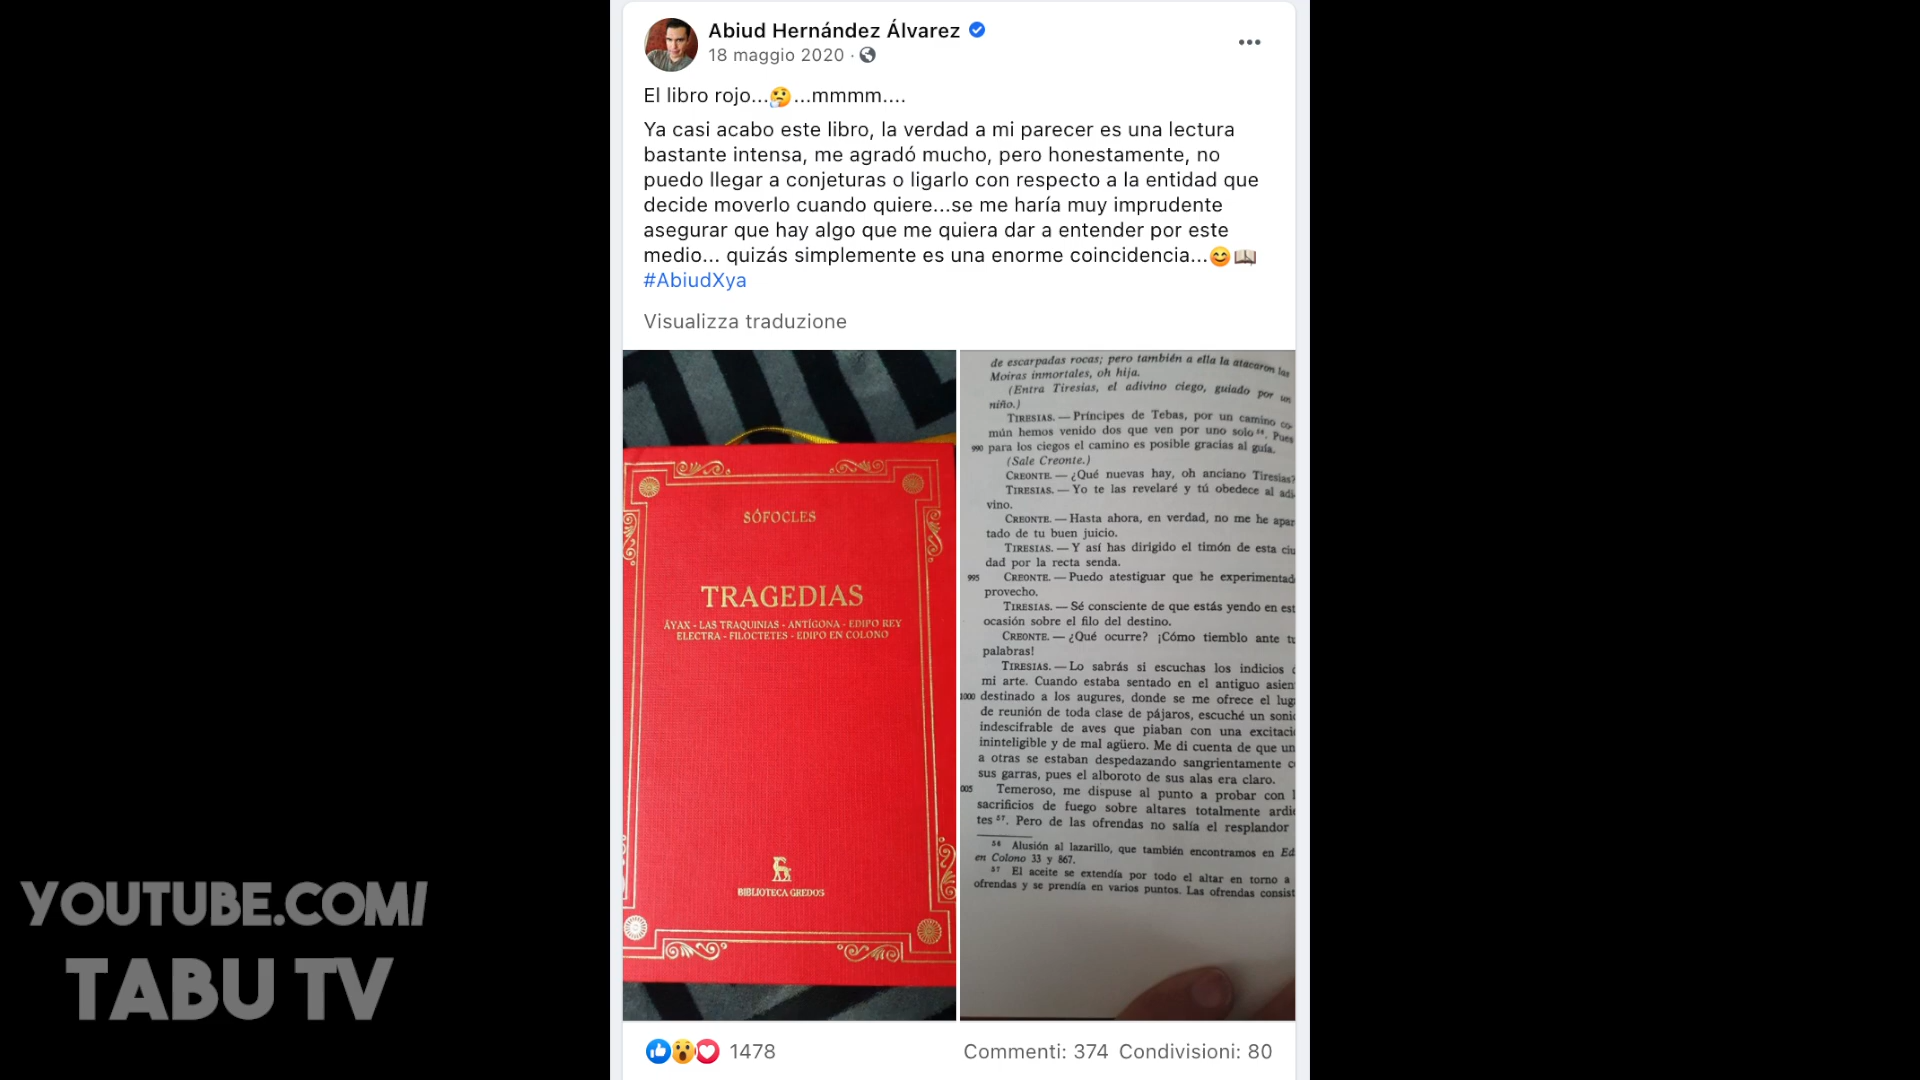 Abiud Hernández Álvarez
18 maggio 2020 ·
El libro rojo...🤔...mmmm....
Ya casi acabo este libro, la verdad a mi parecer es una lectura
bastante intensa, me agradó mucho, pero honestamente, no
puedo llegar a conjeturas o ligarlo con respecto a la entidad que
decide moverlo cuando quiere...se me haría muy imprudente
asegurar que hay algo que me quiera dar a entender por este
medio... quizás simplemente es una enorme coincidencia...😊📖
#AbiudXya
Visualizza traduzione
SÓFOCLES
TRAGEDIAS
ÁYAX - LAS TRAQUINIAS - ANTÍGONA - EDIPO REY
ELECTRA - FILOCTETES - EDIPO EN COLONO
BIBLIOTECA GREDOS
de escarpadas rocas; pero también a ella la atacaron las
Moiras inmortales, oh hija.
(Entra Tiresias, el adivino ciego, guiado por un
niño.)
TIRESIAS. — Príncipes de Tebas, por un camino co-
mún hemos venido dos que ven por uno solo 56. Pues
990 para los ciegos el camino es posible gracias al guía.
(Sale Creonte.)
CREONTE. — ¿Qué nuevas hay, oh anciano Tiresias?
TIRESIAS. — Yo te las revelaré y tú obedece al adi-
vino.
CREONTE. — Hasta ahora, en verdad, no me he apar
tado de tu buen juicio.
TIRESIAS. — Y así has dirigido el timón de esta ciu
dad por la recta senda.
995 CREONTE. — Puedo atestiguar que he experimentad
provecho.
TIRESIAS. — Sé consciente de que estás yendo en est
ocasión sobre el filo del destino.
CREONTE. — ¿Qué ocurre? ¡Cómo tiemblo ante tu
palabras!
TIRESIAS. — Lo sabrás si escuchas los indicios
mi arte. Cuando estaba sentado en el antiguo asien
1000 destinado a los augures, donde se me ofrece el lug
de reunión de toda clase de pájaros, escuché un soni
indescifrable de aves que piaban con una excitaci
ininteligible y de mal agüero. Me di cuenta de que un
a otras se estaban despedazando sangrientamente c
sus garras, pues el alboroto de sus alas era claro.
005 Temeroso, me dispuse al punto a probar con
sacrificios de fuego sobre altares totalmente ardi
tes 57. Pero de las ofrendas no salía el resplandor
56 Alusión al lazarillo, que también encontramos en Ed
en Colono 33 y 867.
57 El aceite se extendía por todo el altar en torno a
ofrendas y se prendía en varios puntos. Las ofrendas consist
1478
Commenti: 374 Condivisioni: 80
YOUTUBE.COM/
TABU TV